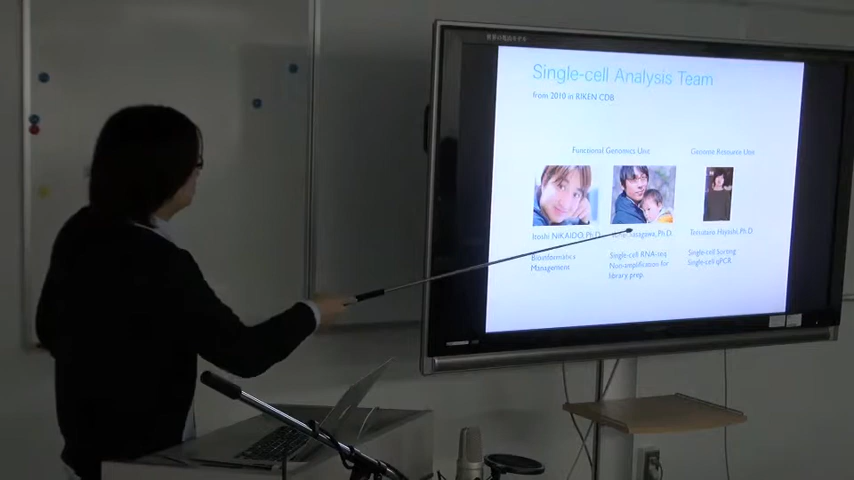 Single-cell Analysis Team
from 2010 in RIKEN CDB
Functional Genomics Unit
Genome Resource Unit
Itoshi NIKAIDO, Ph.D.
Sasagawa, Ph.D.
Tetsutaro Hayashi, Ph.D.
Bioinformatics
Management
Single-cell RNA-seq
Non-amplification for
library prep.
Single-cell Sorting
Single-cell qPCR